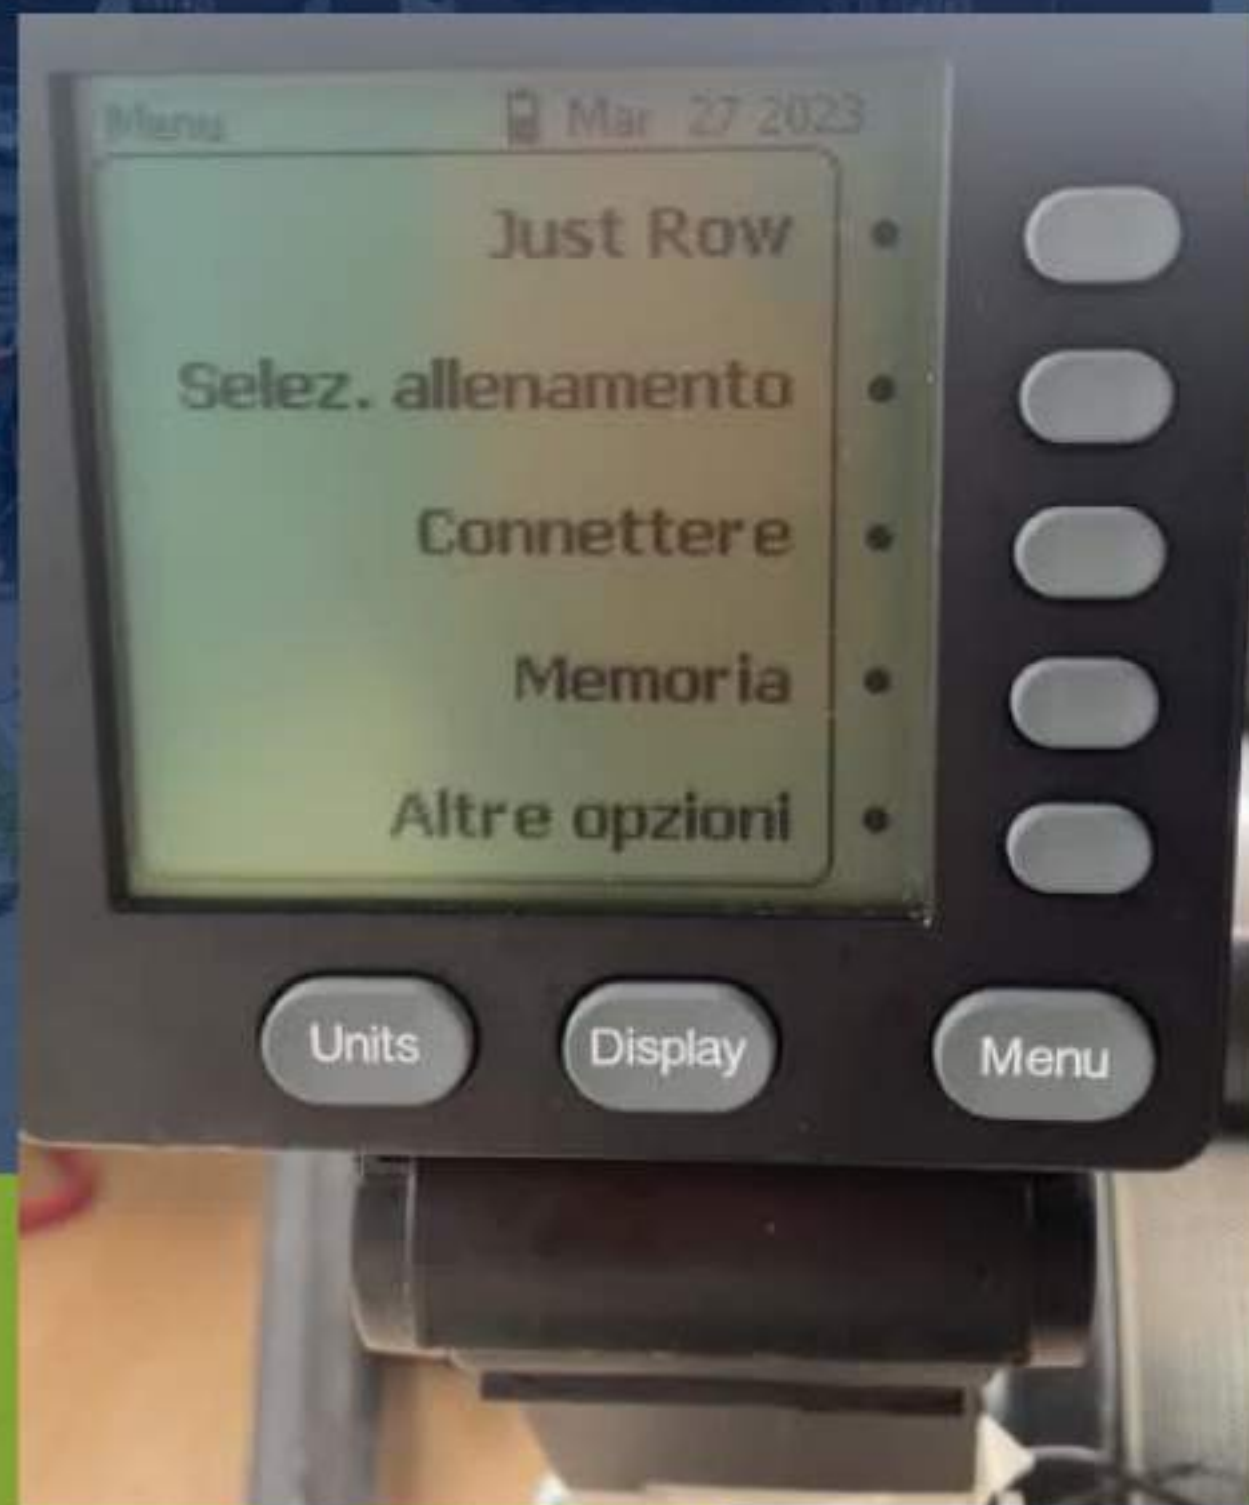 Menu Mar 27 2023
Just Row
Selez. allenamento
Connettere
Memoria
Altre opzioni
Units Display Menu